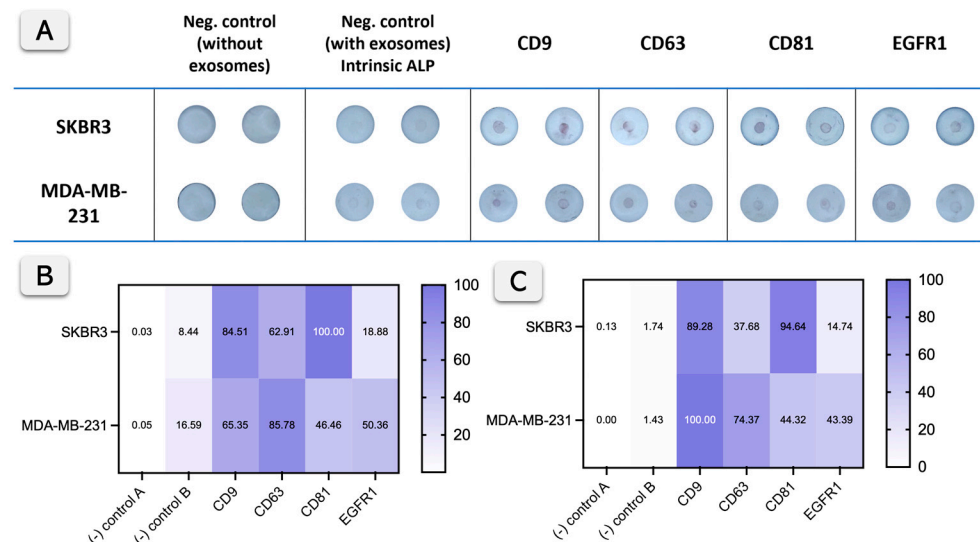 A
Neg. control
(without
exosomes)
Neg. control
(with exosomes)
Intrinsic ALP
CD9
CD63
CD81
EGFR1
SKBR3
MDA-MB-
231
B
SKBR3
0.03 8.44 84.51 62.91 100.00 18.88
MDA-MB-231
0.05 16.59 65.35 85.78 46.46 50.36
(-) control A
(-) control B
CD9
CD63
CD81
EGFR1
100
80
60
40
20
C
SKBR3
0.13 1.74 89.28 37.68 94.64 14.74
MDA-MB-231
0.00 1.43 100.00 74.37 44.32 43.39
(-) control A
(-) control B
CD9
CD63
CD81
EGFR1
100
80
60
40
20
0